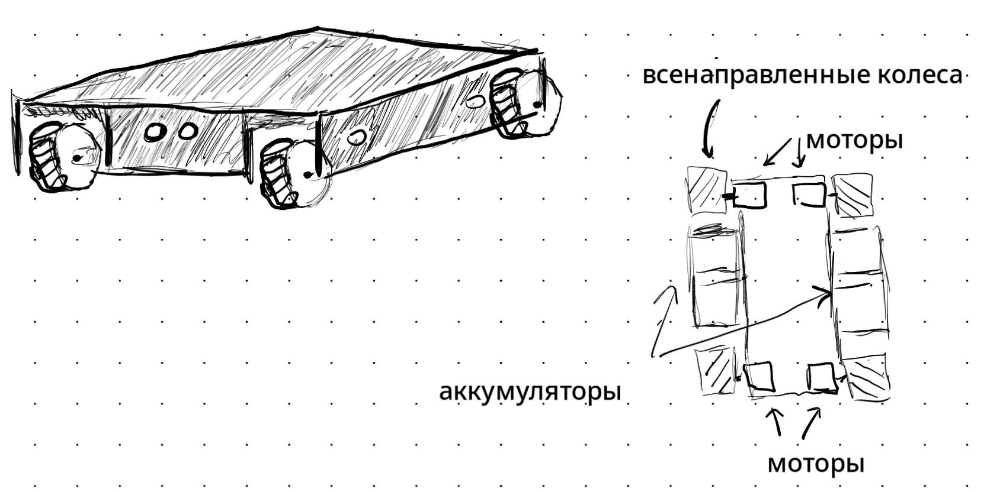 всенаправленные колеса
моторы
аккумуляторы
моторы